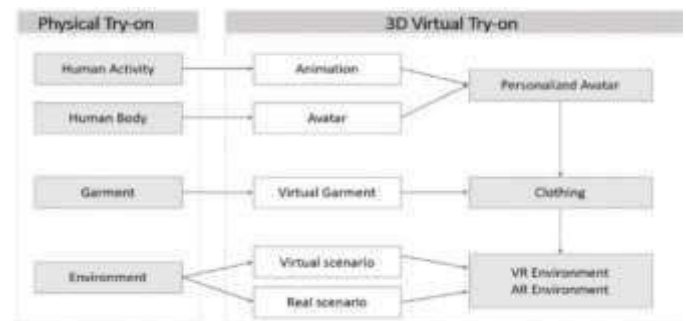 Physical Try-on
3D Virtual Try-on
Human Activity
Animation
Personalized Avatar
Human Body
Avatar
Garment
Virtual Garment
Clothing
Environment
Virtual scenario
Real scenario
VR Environment
AR Environment